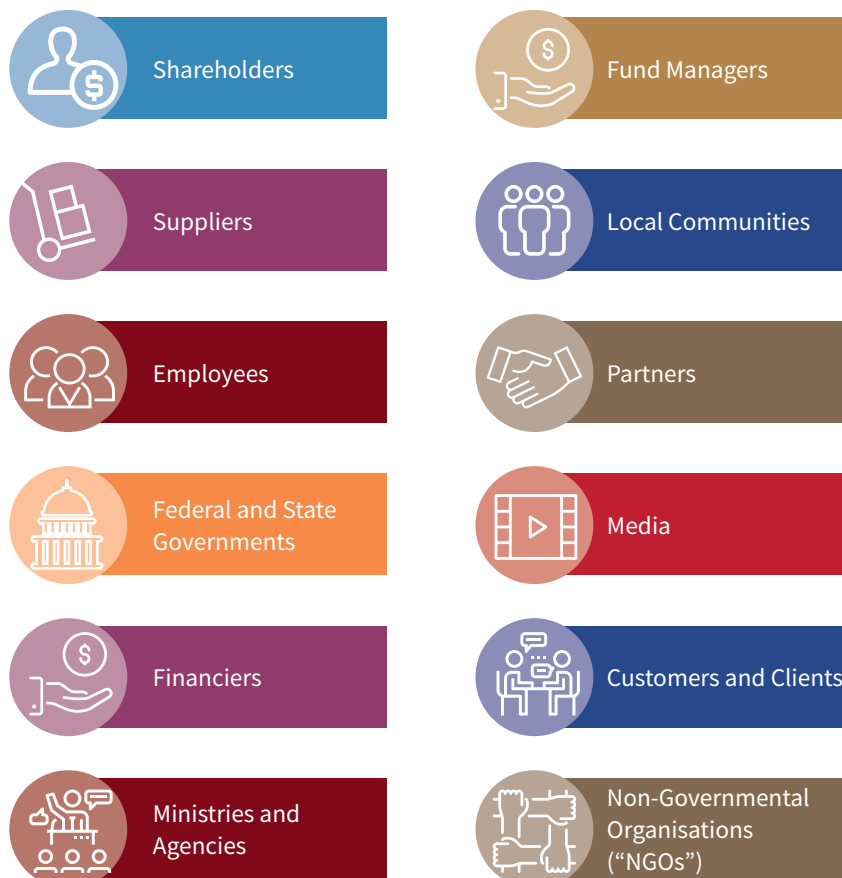 Shareholders
Fund Managers
Suppliers
Local Communities
Employees
Partners
Federal and State
Governments
Media
Financiers
Customers and Clients
Ministries and
Agencies
Non-Governmental
Organisations
(“NGOs”)